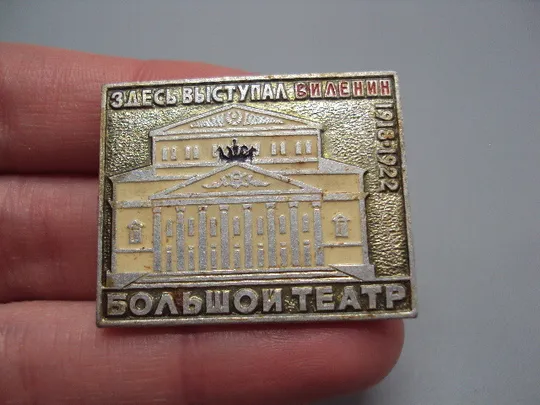 ЗДЕСЬ ВЫСТУПАЛ В.И.ЛЕНИН
1918-1922
БОЛЬШОЙ ТЕАТР